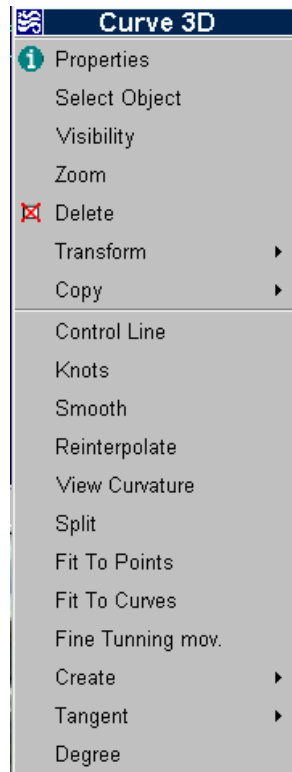 Curve 3D
Properties
Select Object
Visibility
Zoom
Delete
Transform
Copy
Control Line
Knots
Smooth
Reinterpolate
View Curvature
Split
Fit To Points
Fit To Curves
Fine Tunning mov.
Create
Tangent
Degree